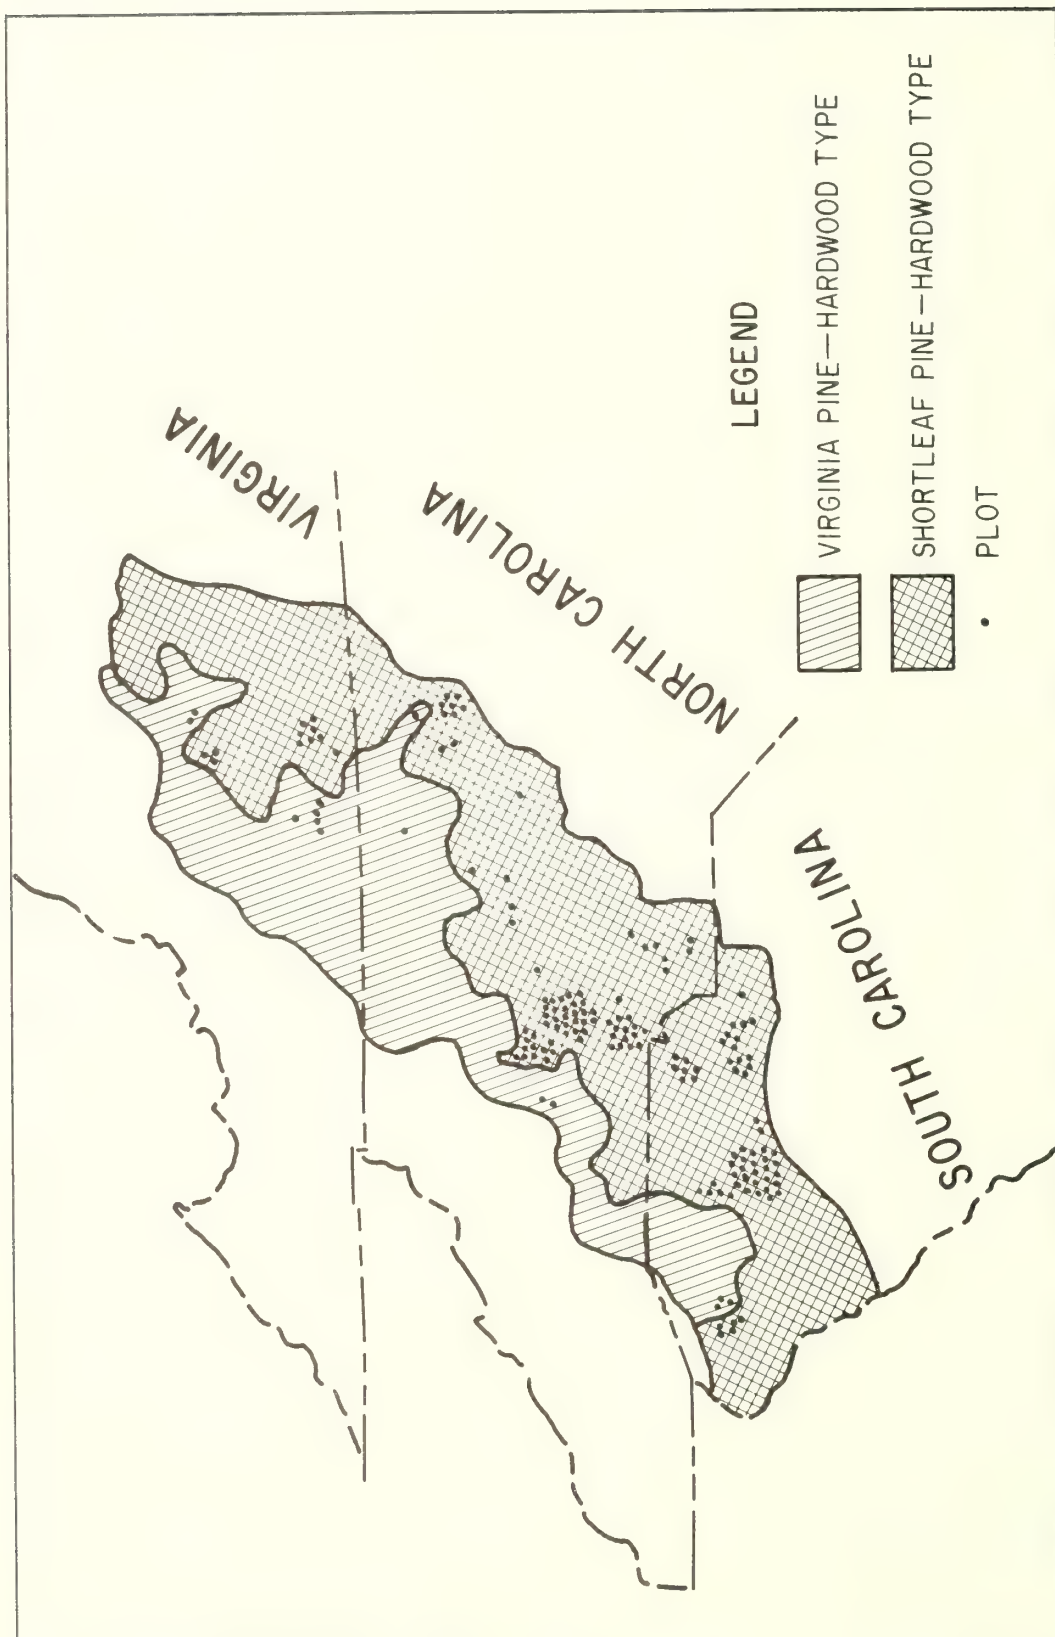 VIRGINIA
NORTH CAROLINA
SOUTH CAROLINA
LEGEND
VIRGINIA PINE—HARDWOOD TYPE
SHORTLEAF PINE—HARDWOOD TYPE
PLOT